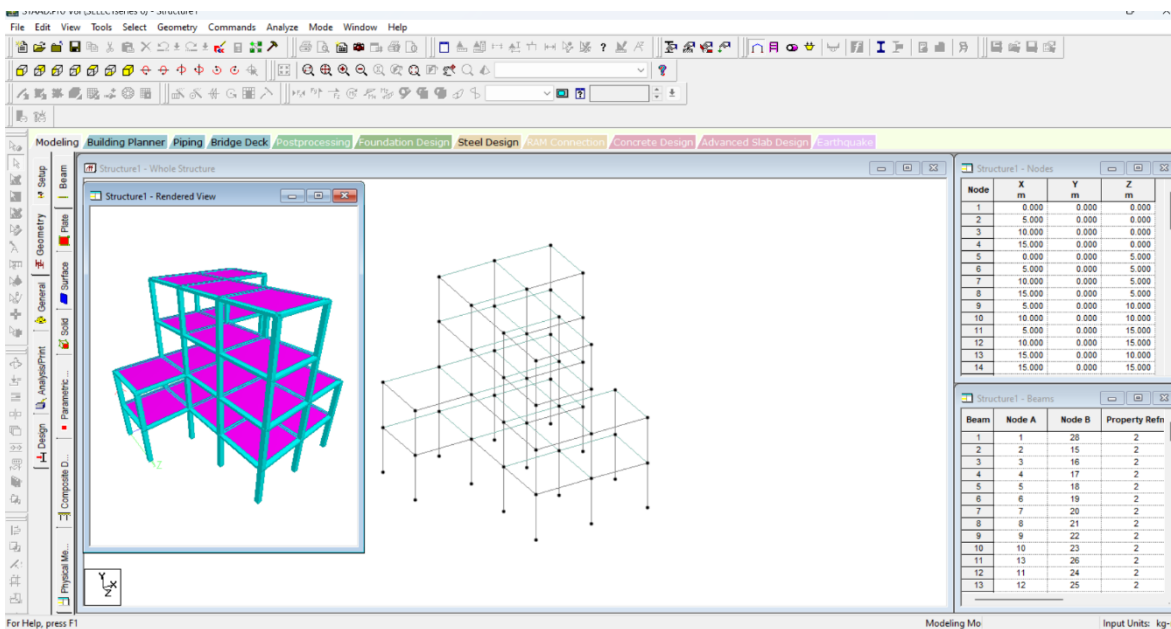 File Edit View Tools Select Geometry Commands Analyze Mode Window Help
Modeling Building Planner Piping Bridge Deck Postprocessing Foundation Design Steel Design RAM Connection Concrete Design Advanced Slab Design Earthquake
Setup
Geometry
General
Analysis/Print
Design
Beam
Plate
Surface
Solid
Parametric ...
Composite D...
Physical Me...
Structure1 - Whole Structure
Structure1 - Rendered View
Z
Y
X
Z
Structure1 - Nodes
Node X Y Z
m m m
1 0.000 0.000 0.000
2 5.000 0.000 0.000
3 10.000 0.000 0.000
4 15.000 0.000 0.000
5 0.000 0.000 5.000
6 5.000 0.000 5.000
7 10.000 0.000 5.000
8 15.000 0.000 5.000
9 5.000 0.000 10.000
10 10.000 0.000 10.000
11 5.000 0.000 15.000
12 10.000 0.000 15.000
13 15.000 0.000 10.000
14 15.000 0.000 15.000
Structure1 - Beams
Beam Node A Node B Property Refn
1 1 28 2
2 2 15 2
3 3 16 2
4 4 17 2
5 5 18 2
6 6 19 2
7 7 20 2
8 8 21 2
9 9 22 2
10 10 23 2
11 13 26 2
12 11 24 2
13 12 25 2
For Help, press F1
Modeling Mo
Input Units: kg-